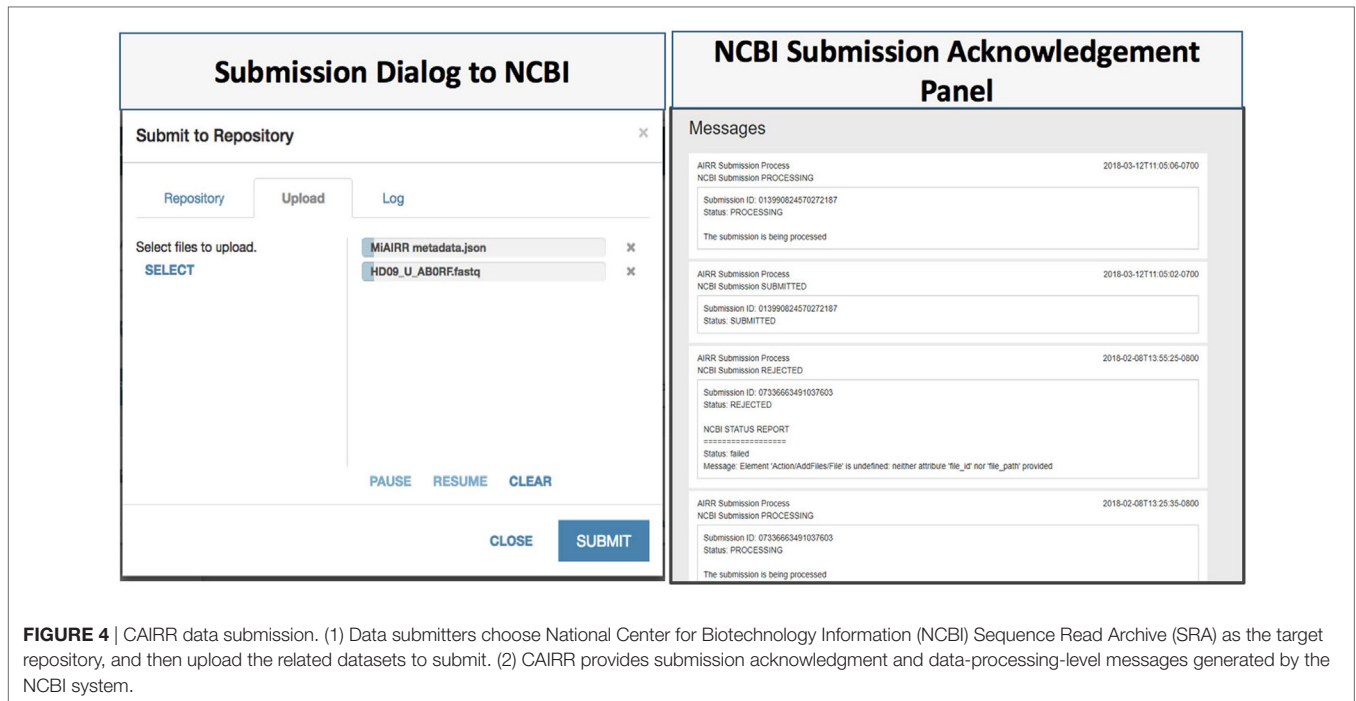 Submission Dialog to NCBI
Submit to Repository
×
Repository
Upload
Log
Select files to upload.
SELECT
MiAIRR metadata.json
×
HD09_U_AB0RF.fastq
×
PAUSE
RESUME
CLEAR
CLOSE
SUBMIT
NCBI Submission Acknowledgement
Panel
Messages
AIRR Submission Process
2018-03-12T11:05:06-0700
NCBI Submission PROCESSING
Submission ID: 013990824570272187
Status: PROCESSING
The submission is being processed
AIRR Submission Process
2018-03-12T11:05:02-0700
NCBI Submission SUBMITTED
Submission ID: 013990824570272187
Status: SUBMITTED
AIRR Submission Process
2018-02-08T13:55:25-0800
NCBI Submission REJECTED
Submission ID: 07336663491037603
Status: REJECTED
NCBI STATUS REPORT
==================
Status: failed
Message: Element 'Action/AddFiles/File' is undefined: neither attribute 'file_id' nor 'file_path' provided
AIRR Submission Process
2018-02-08T13:25:35-0800
NCBI Submission PROCESSING
Submission ID: 07336663491037603
Status: PROCESSING
The submission is being processed
FIGURE 4 | CAIRR data submission. (1) Data submitters choose National Center for Biotechnology Information (NCBI) Sequence Read Archive (SRA) as the target
repository, and then upload the related datasets to submit. (2) CAIRR provides submission acknowledgment and data-processing-level messages generated by the
NCBI system.